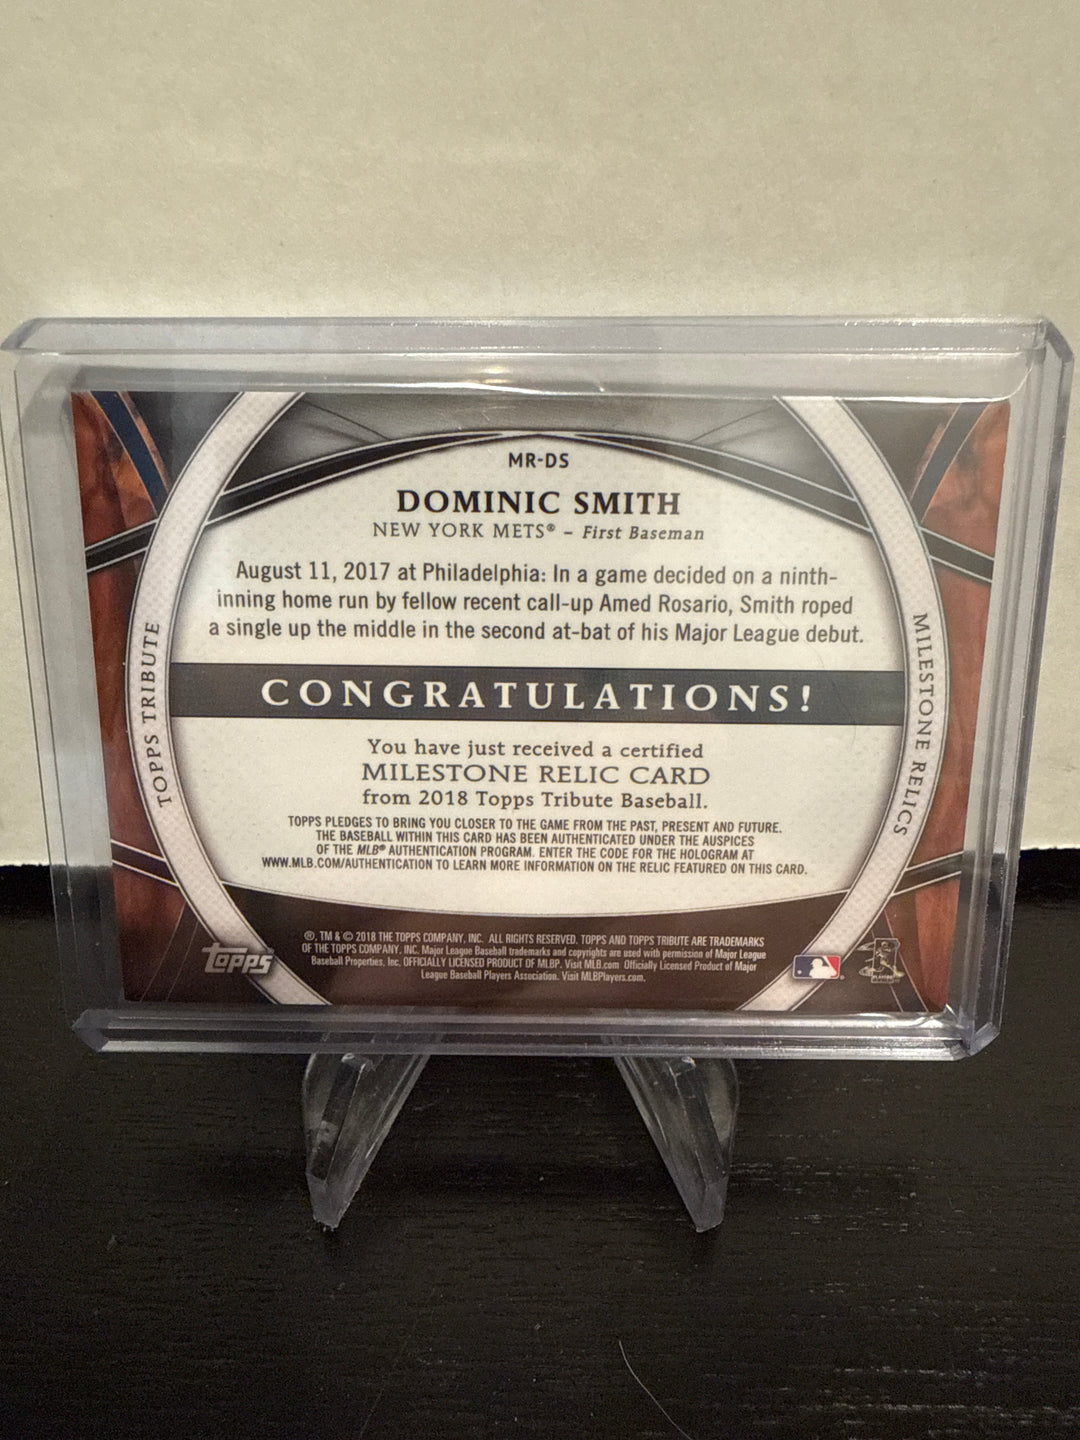 MR-DS
DOMINIC SMITH
NEW YORK METS® – First Baseman
August 11, 2017 at Philadelphia: In a game decided on a ninth-
inning home run by fellow recent call-up Amed Rosario, Smith roped
a single up the middle in the second at-bat of his Major League debut.
TOPPS TRIBUTE
MILESTONE RELICS
CONGRATULATIONS!
You have just received a certified
MILESTONE RELIC CARD
from 2018 Topps Tribute Baseball.
TOPPS PLEDGES TO BRING YOU CLOSER TO THE GAME FROM THE PAST, PRESENT AND FUTURE.
THE BASEBALL WITHIN THIS CARD HAS BEEN AUTHENTICATED UNDER THE AUSPICES
OF THE MLB® AUTHENTICATION PROGRAM. ENTER THE CODE FOR THE HOLOGRAM AT
WWW.MLB.COM/AUTHENTICATION TO LEARN MORE INFORMATION ON THE RELIC FEATURED ON THIS CARD.
®, TM & © 2018 THE TOPPS COMPANY, INC. ALL RIGHTS RESERVED. TOPPS AND TOPPS TRIBUTE ARE TRADEMARKS
OF THE TOPPS COMPANY, INC. Major League Baseball trademarks and copyrights are used with permission of Major League
Baseball Properties, Inc. OFFICIALLY LICENSED PRODUCT OF MLBP. Visit MLB.com Officially Licensed Product of Major
League Baseball Players Association. Visit MLBPlayers.com.
TOPPS
PLAYERS